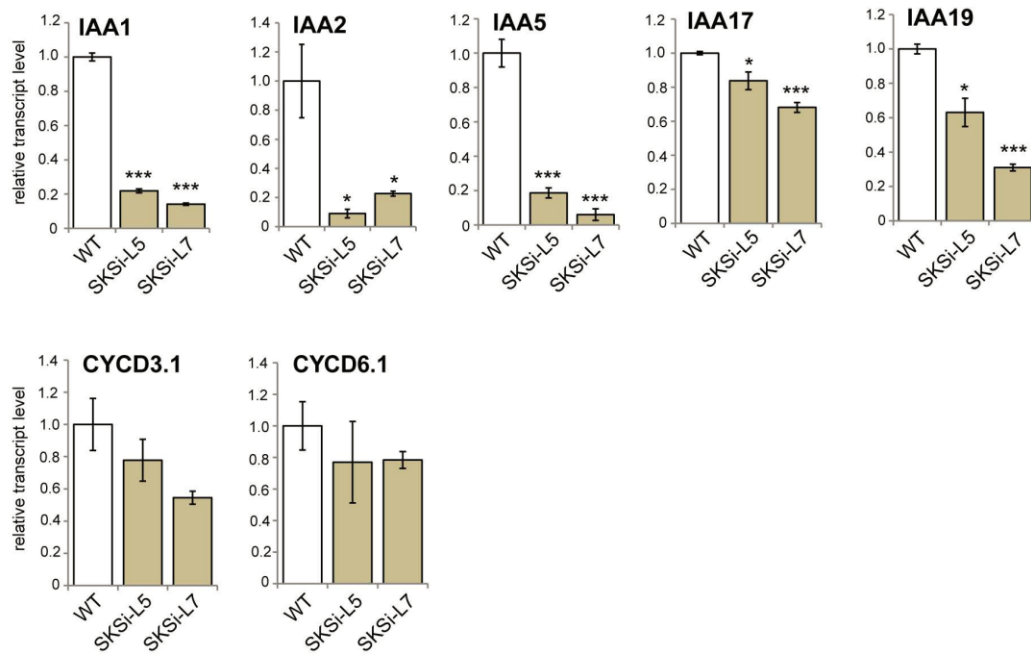 IAA1
relative transcript level
1.2
1.0
0.8
0.6
0.4
0.2
0
***
***
WT
SKSi-L5
SKSi-L7
IAA2
1.4
1.2
1.0
0.8
0.6
0.4
0.2
0
*
*
WT
SKSi-L5
SKSi-L7
IAA5
1.2
1.0
0.8
0.6
0.4
0.2
0
***
***
WT
SKSi-L5
SKSi-L7
IAA17
1.2
1.0
0.8
0.6
0.4
0.2
0
*
***
WT
SKSi-L5
SKSi-L7
IAA19
1.2
1.0
0.8
0.6
0.4
0.2
0
*
***
WT
SKSi-L5
SKSi-L7
CYCD3.1
relative transcript level
1.4
1.2
1.0
0.8
0.6
0.4
0.2
0
WT
SKSi-L5
SKSi-L7
CYCD6.1
1.4
1.2
1.0
0.8
0.6
0.4
0.2
0
WT
SKSi-L5
SKSi-L7